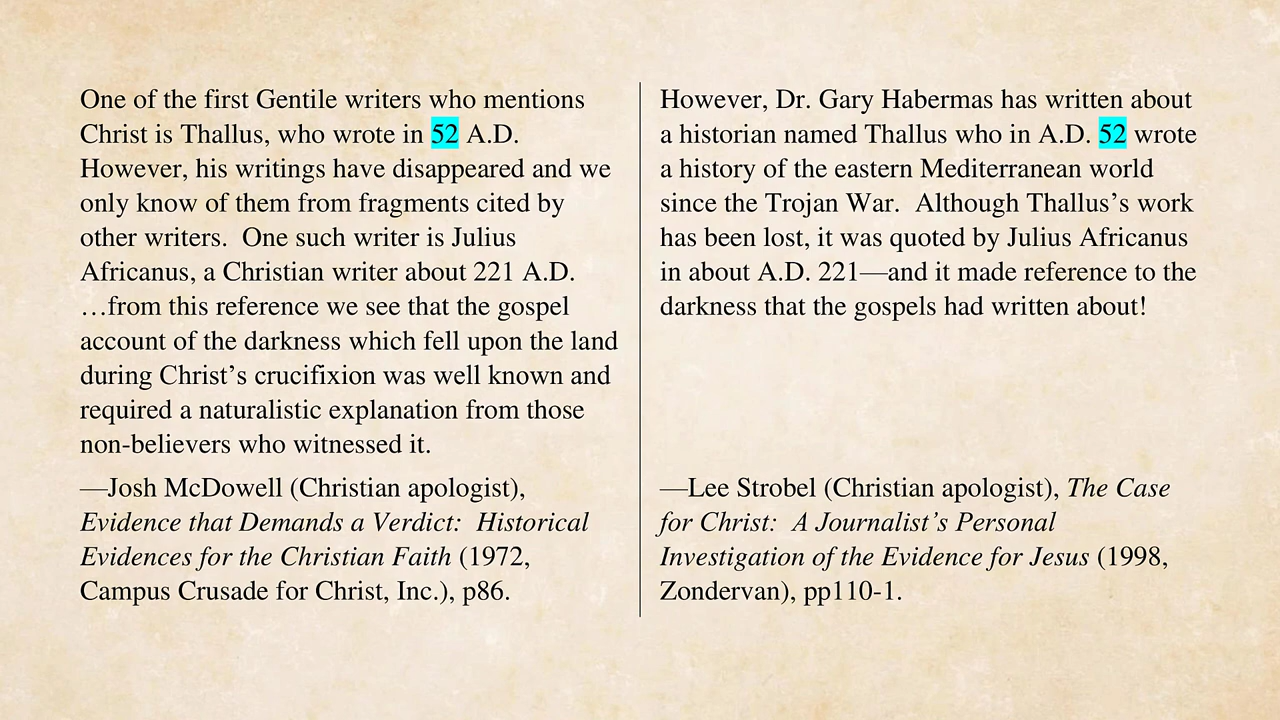 One of the first Gentile writers who mentions
Christ is Thallus, who wrote in 52 A.D.
However, his writings have disappeared and we
only know of them from fragments cited by
other writers.  One such writer is Julius
Africanus, a Christian writer about 221 A.D.
…from this reference we see that the gospel
account of the darkness which fell upon the land
during Christ’s crucifixion was well known and
required a naturalistic explanation from those
non-believers who witnessed it.
—Josh McDowell (Christian apologist),
Evidence that Demands a Verdict:  Historical
Evidences for the Christian Faith (1972,
Campus Crusade for Christ, Inc.), p86.
However, Dr. Gary Habermas has written about
a historian named Thallus who in A.D. 52 wrote
a history of the eastern Mediterranean world
since the Trojan War.  Although Thallus’s work
has been lost, it was quoted by Julius Africanus
in about A.D. 221—and it made reference to the
darkness that the gospels had written about!
—Lee Strobel (Christian apologist), The Case
for Christ:  A Journalist’s Personal
Investigation of the Evidence for Jesus (1998,
Zondervan), pp110-1.